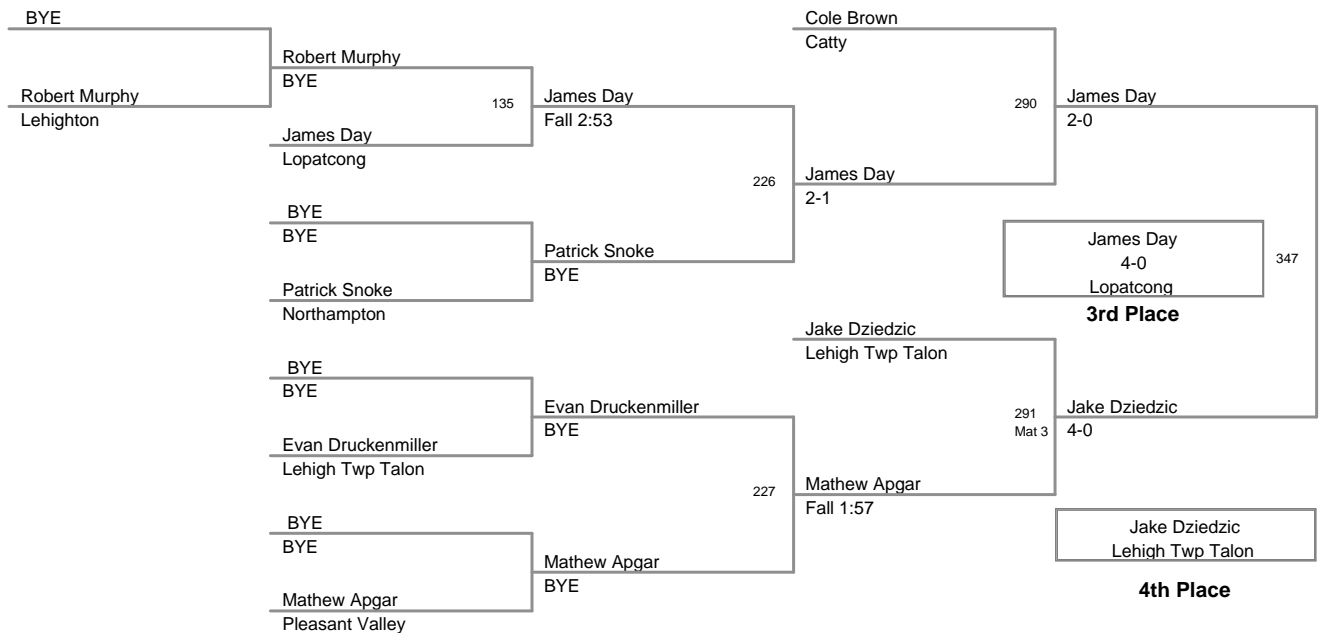 BYE
Robert Murphy
Lehighton
Robert Murphy
BYE
James Day
Lopatcong
135
James Day
Fall 2:53
BYE
BYE
Patrick Snoke
Northampton
Patrick Snoke
BYE
226
James Day
2-1
Cole Brown
Catty
290
James Day
2-0
BYE
BYE
Evan Druckenmiller
Lehigh Twp Talon
Evan Druckenmiller
BYE
BYE
BYE
Mathew Apgar
Pleasant Valley
Mathew Apgar
BYE
227
Mathew Apgar
Fall 1:57
Jake Dziedzic
Lehigh Twp Talon
291
Mat 3
Jake Dziedzic
4-0
James Day
4-0
Lopatcong
347
3rd Place
Jake Dziedzic
Lehigh Twp Talon
4th Place